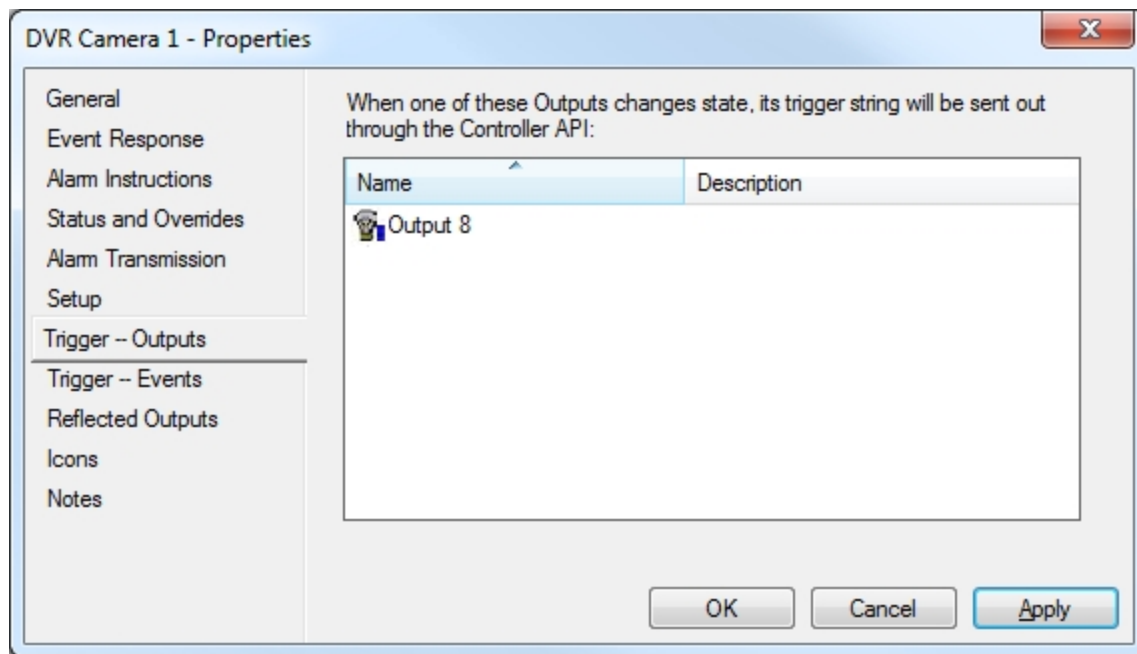 DVR Camera 1 - Properties
General
Event Response
Alarm Instructions
Status and Overrides
Alarm Transmission
Setup
Trigger -- Outputs
Trigger -- Events
Reflected Outputs
Icons
Notes
When one of these Outputs changes state, its trigger string will be sent out
through the Controller API:
Name Description
Output 8
OK Cancel Apply